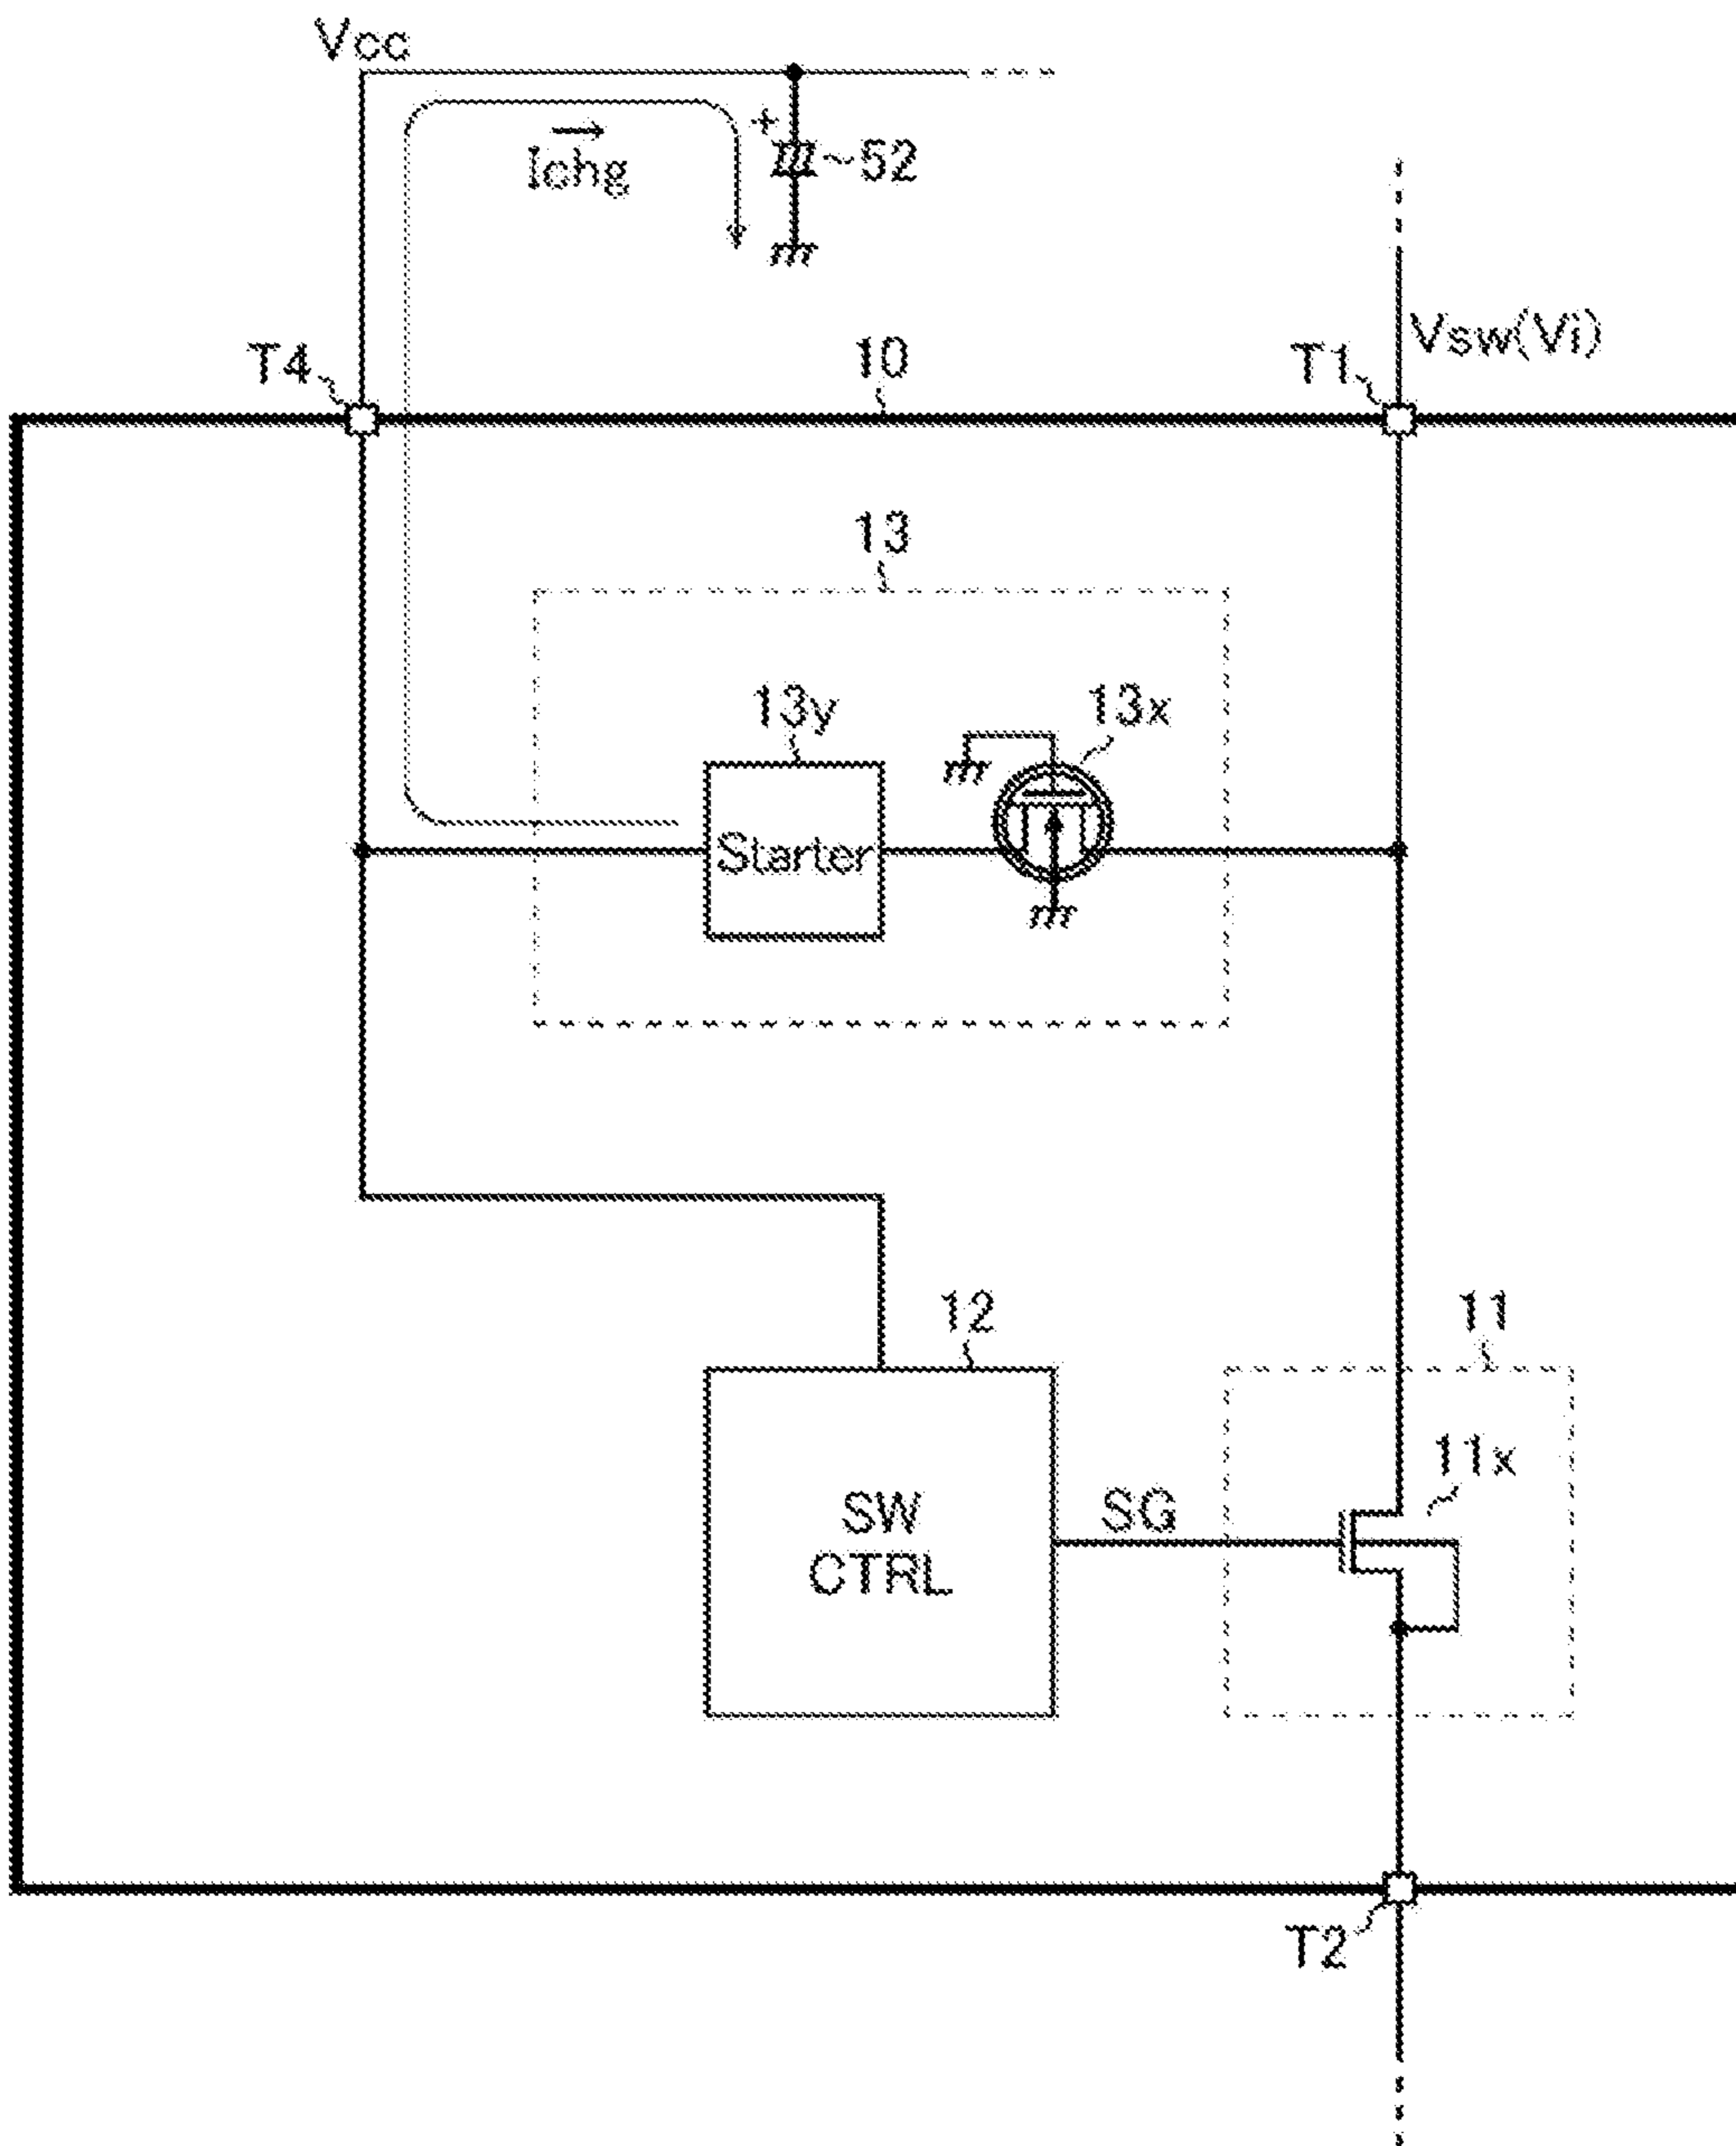 Vcc
+
Ichg
~52
Vsw(Vi)
T4
10
T1
13
13y
13x
Starter
12
11
11x
SW
CTRL
SG
T2